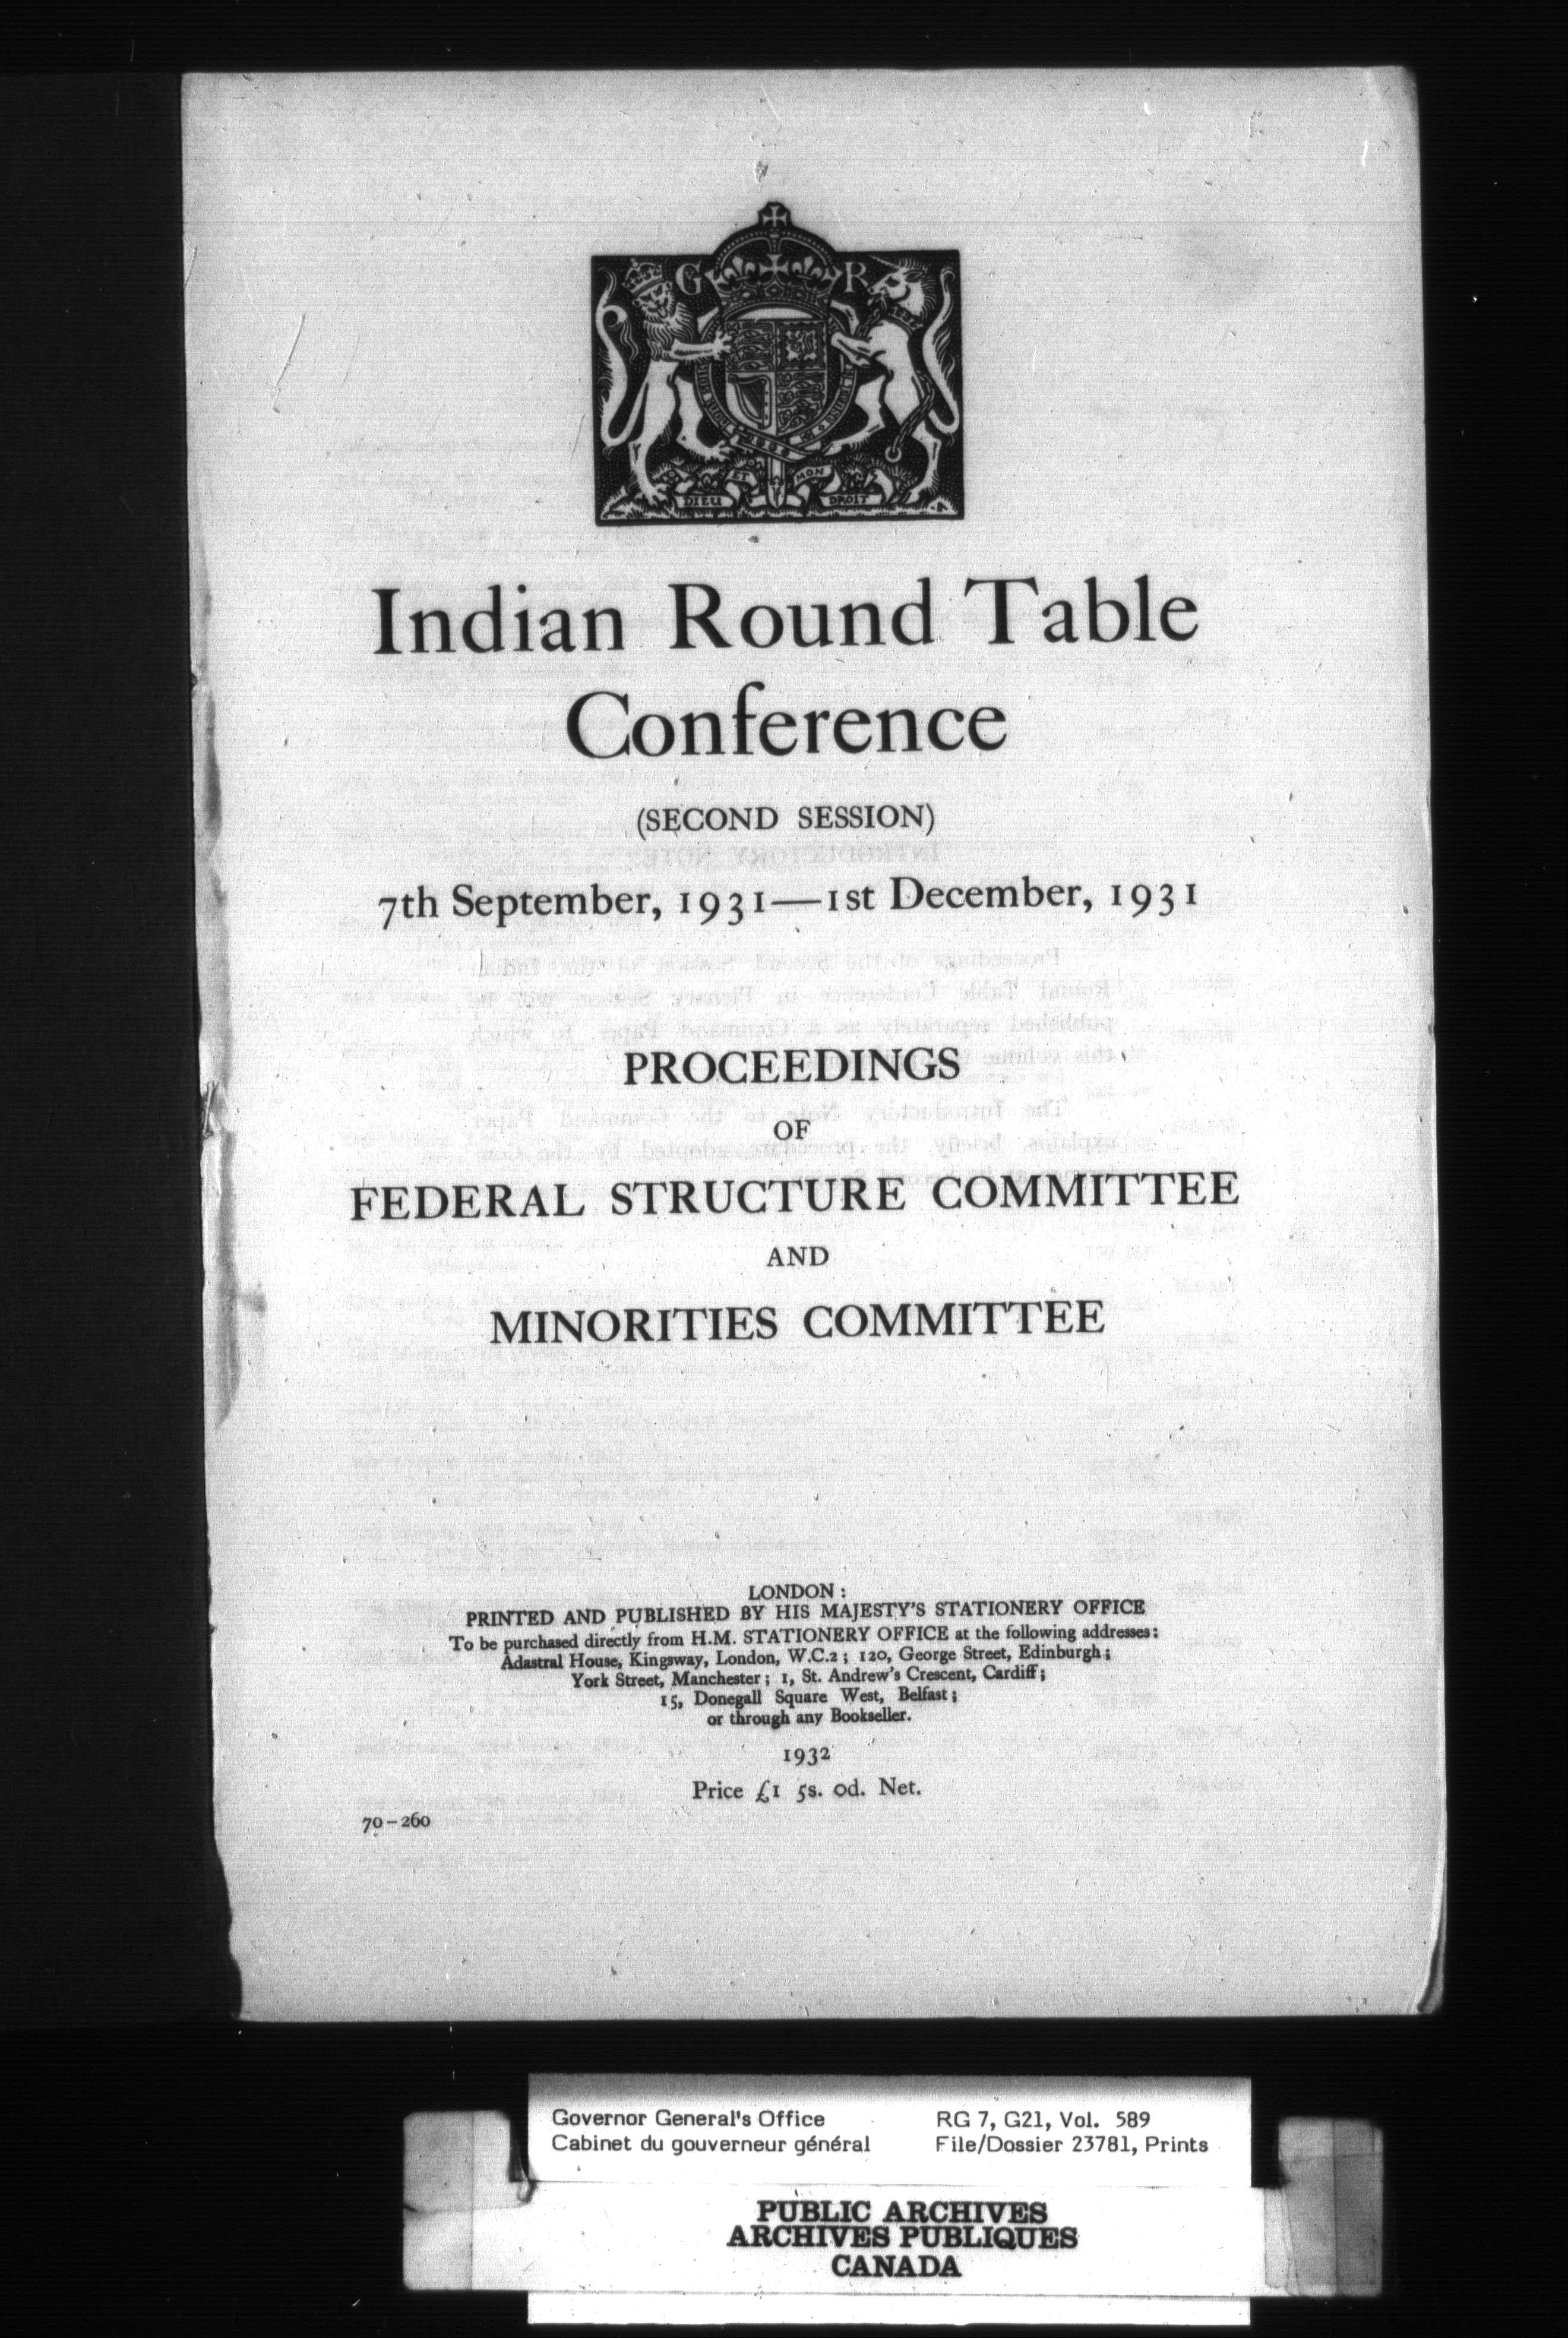 G R
DIEU ET MON DROIT
Indian Round Table
Conference
(SECOND SESSION)
7th September, 1931—1st December, 1931
PROCEEDINGS
OF
FEDERAL STRUCTURE COMMITTEE
AND
MINORITIES COMMITTEE
LONDON:
PRINTED AND PUBLISHED BY HIS MAJESTY'S STATIONERY OFFICE
To be purchased directly from H.M. STATIONERY OFFICE at the following addresses:
Adastral House, Kingsway, London, W.C.2; 120, George Street, Edinburgh;
York Street, Manchester; 1, St. Andrew's Crescent, Cardiff;
15, Donegall Square West, Belfast;
or through any Bookseller.
1932
Price £1 5s. 0d. Net.
70-260
Governor General's Office RG 7, G21, Vol. 589
Cabinet du gouverneur général File/Dossier 23781, Prints
PUBLIC ARCHIVES
ARCHIVES PUBLIQUES
CANADA